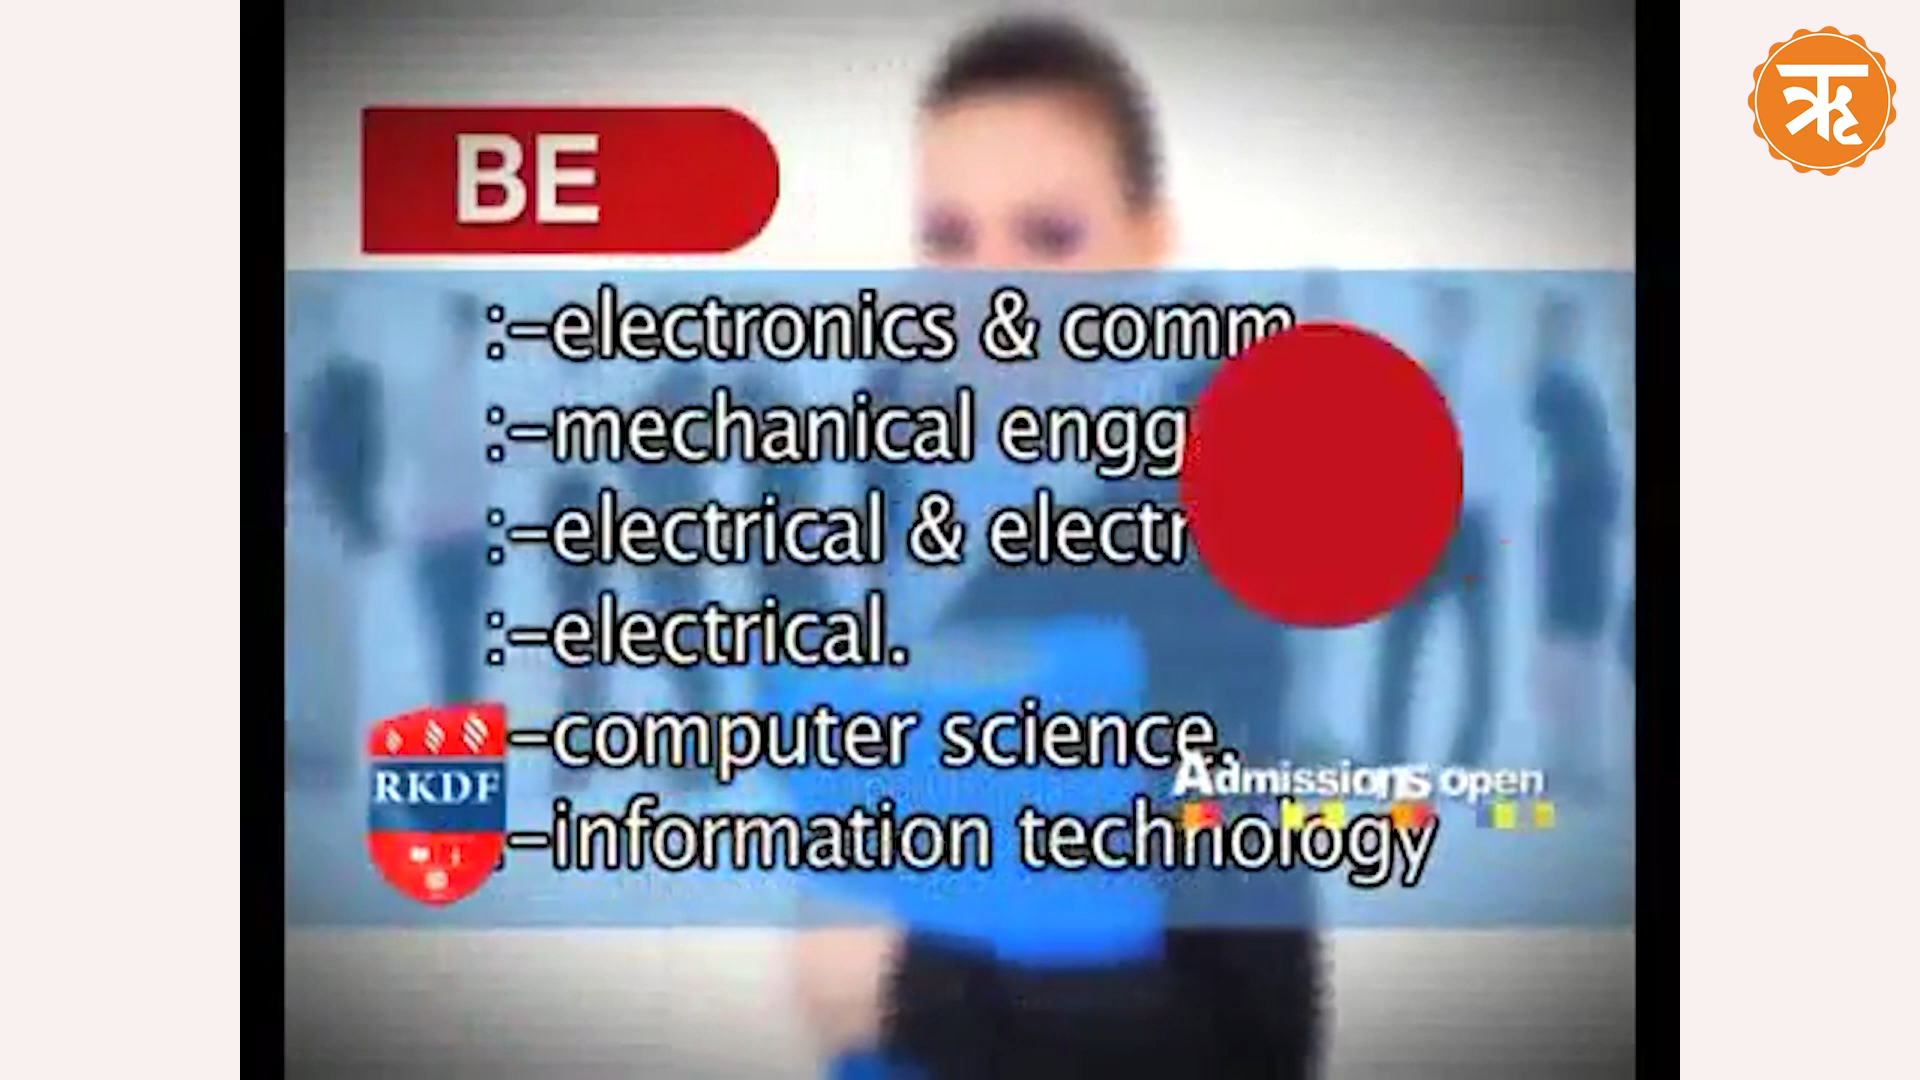 ऋ
BE
:-electronics & comm
:-mechanical engg
:-electrical & electr
:-electrical.
-computer science.
Admissions open
-information technology
RKDF